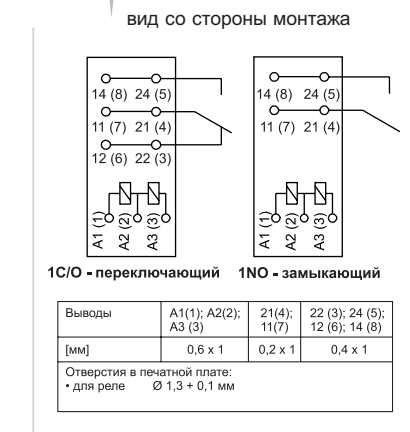 вид со стороны монтажа
14 (8) 24 (5)
11 (7) 21 (4)
12 (6) 22 (3)
A1 (1)
A2 (2)
A3 (3)
14 (8) 24 (5)
11 (7) 21 (4)
A1 (1)
A2 (2)
A3 (3)
1C/O - переключающий
1NO - замыкающий
Выводы A1(1); A2(2); 21(4); 22 (3); 24 (5);
A3 (3) 11(7) 12 (6); 14 (8)
[мм] 0,6 x 1 0,2 x 1 0,4 x 1
Отверстия в печатной плате:
• для реле Ø 1,3 + 0,1 мм